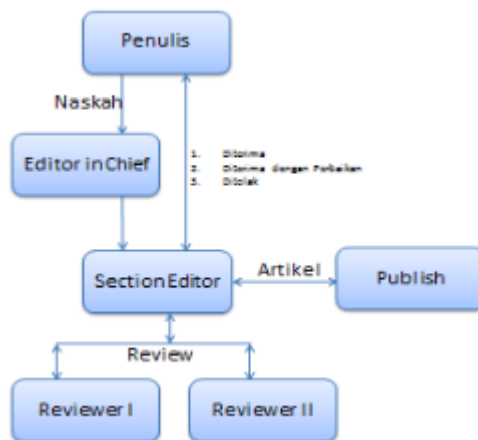 Penulis
Naskah
Editor in Chief
1. Diterima
2. Diterima dengan Perbaikan
3. Ditolak
Section Editor
Artikel
Publish
Review
Reviewer I
Reviewer II